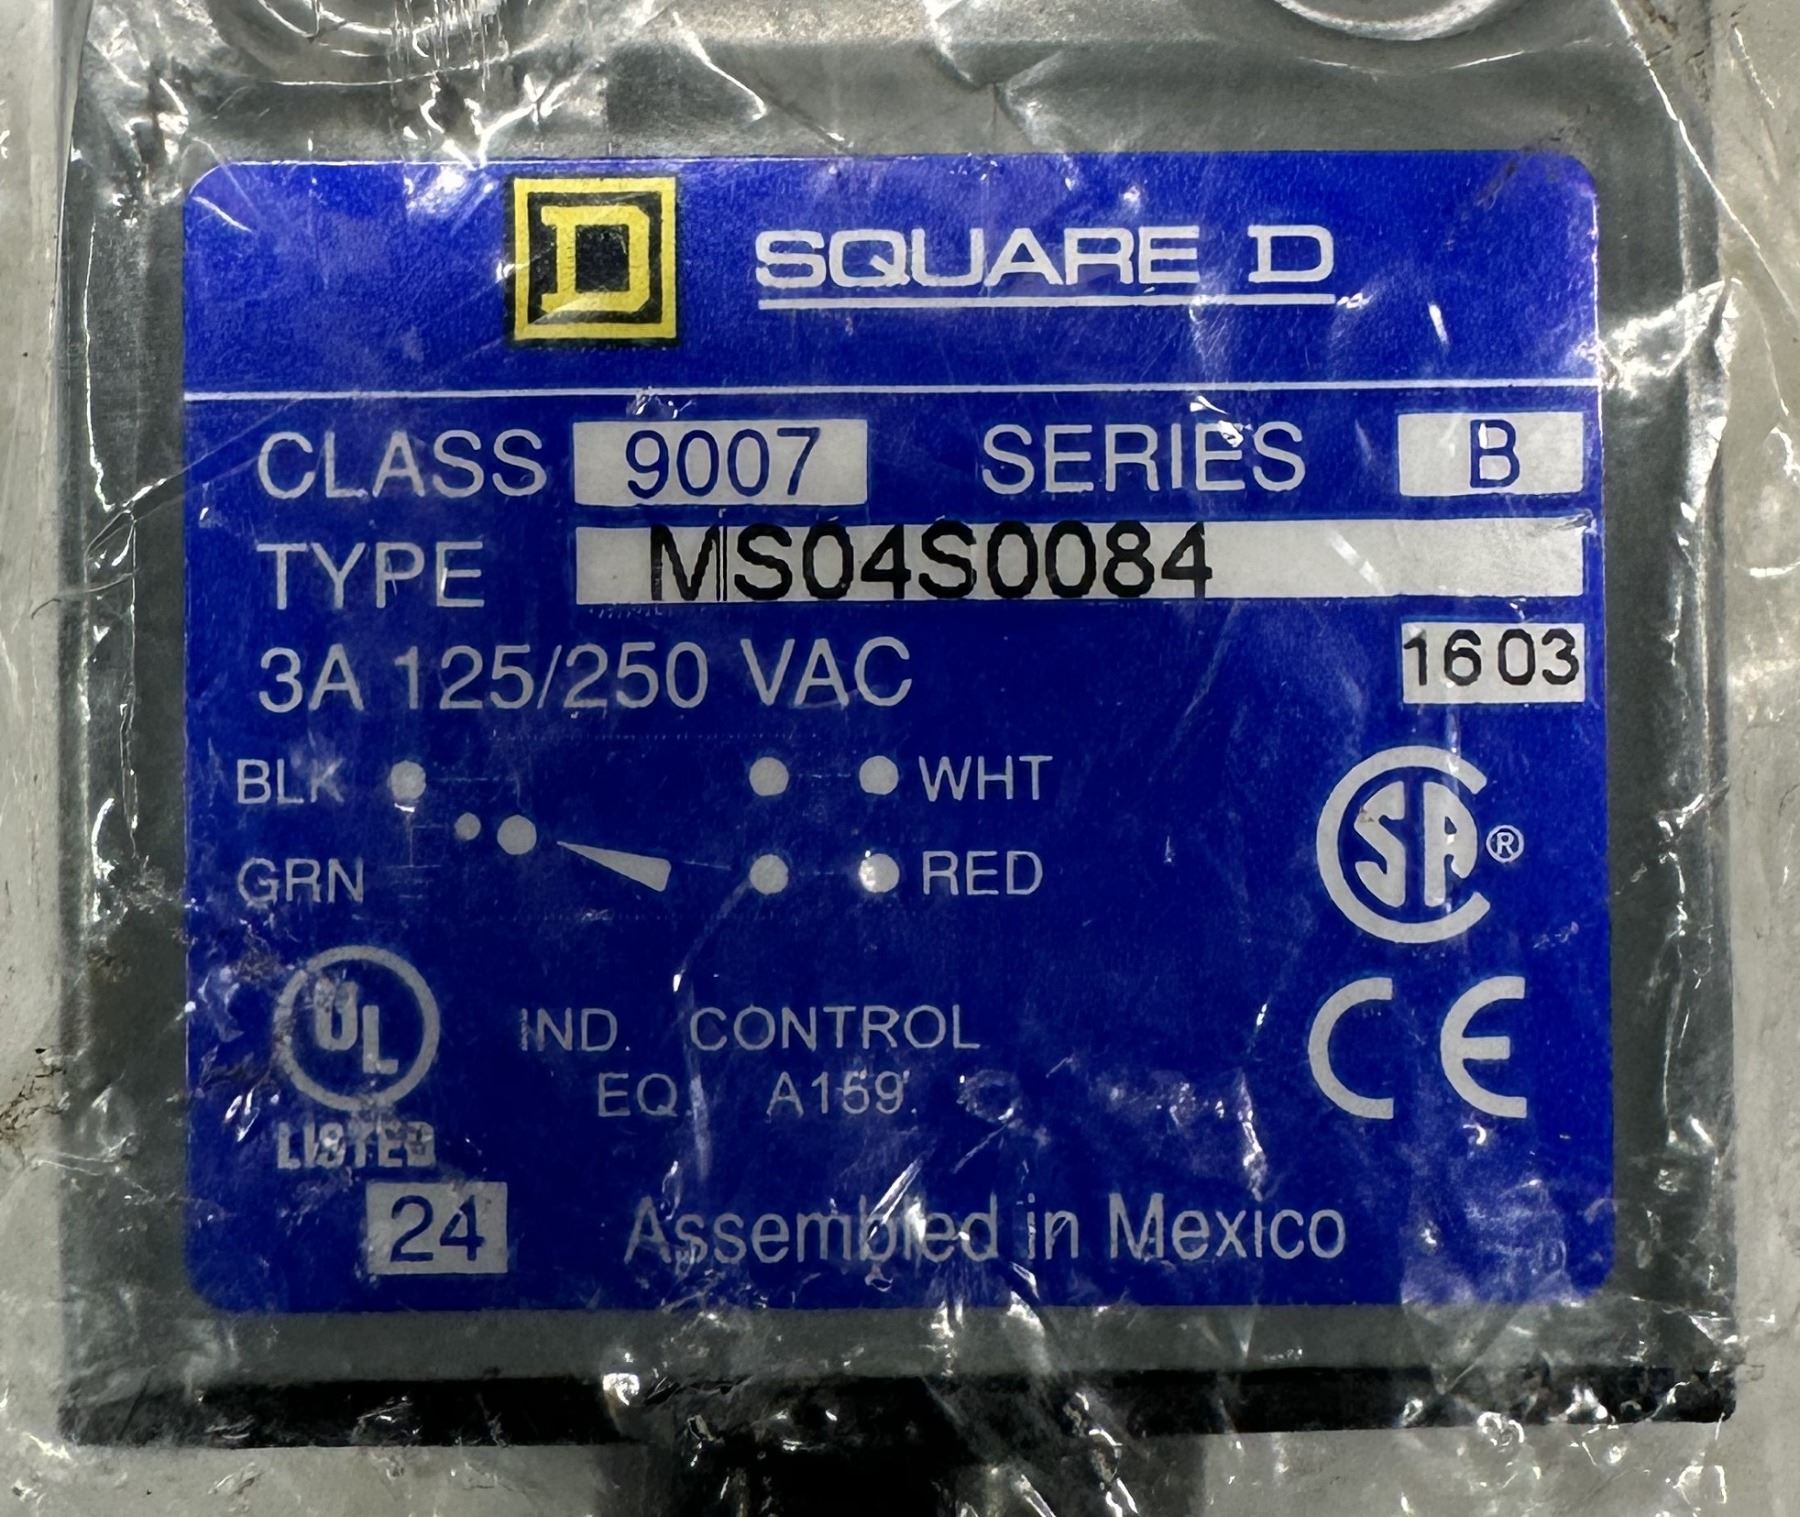 D SQUARE D
CLASS 9007 SERIES B
TYPE MS04S0084
3A 125/250 VAC 1603
BLK WHT
GRN RED
SA ®
UL IND. CONTROL
EQ. A159.
CE
LISTED
24 Assembled in Mexico